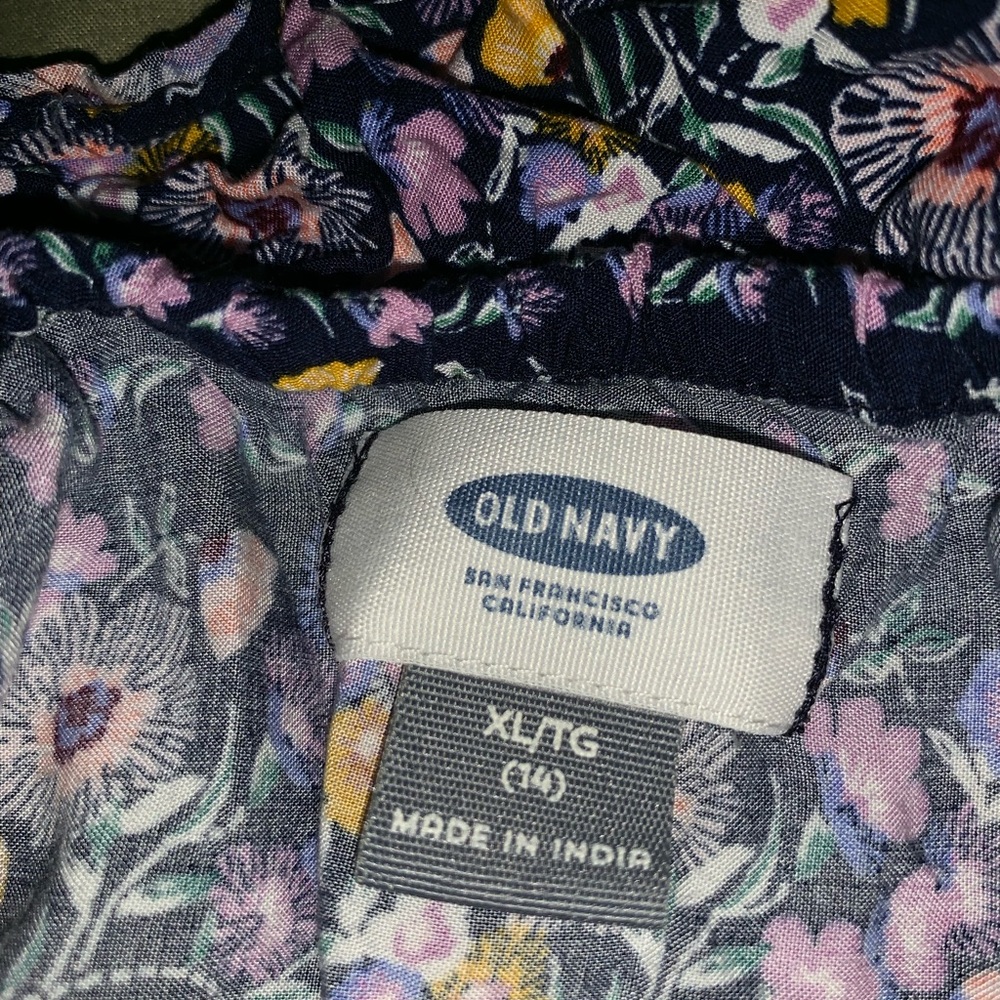 OLD NAVY
SAN FRANCISCO
CALIFORNIA
XL/TG
(14)
MADE IN INDIA